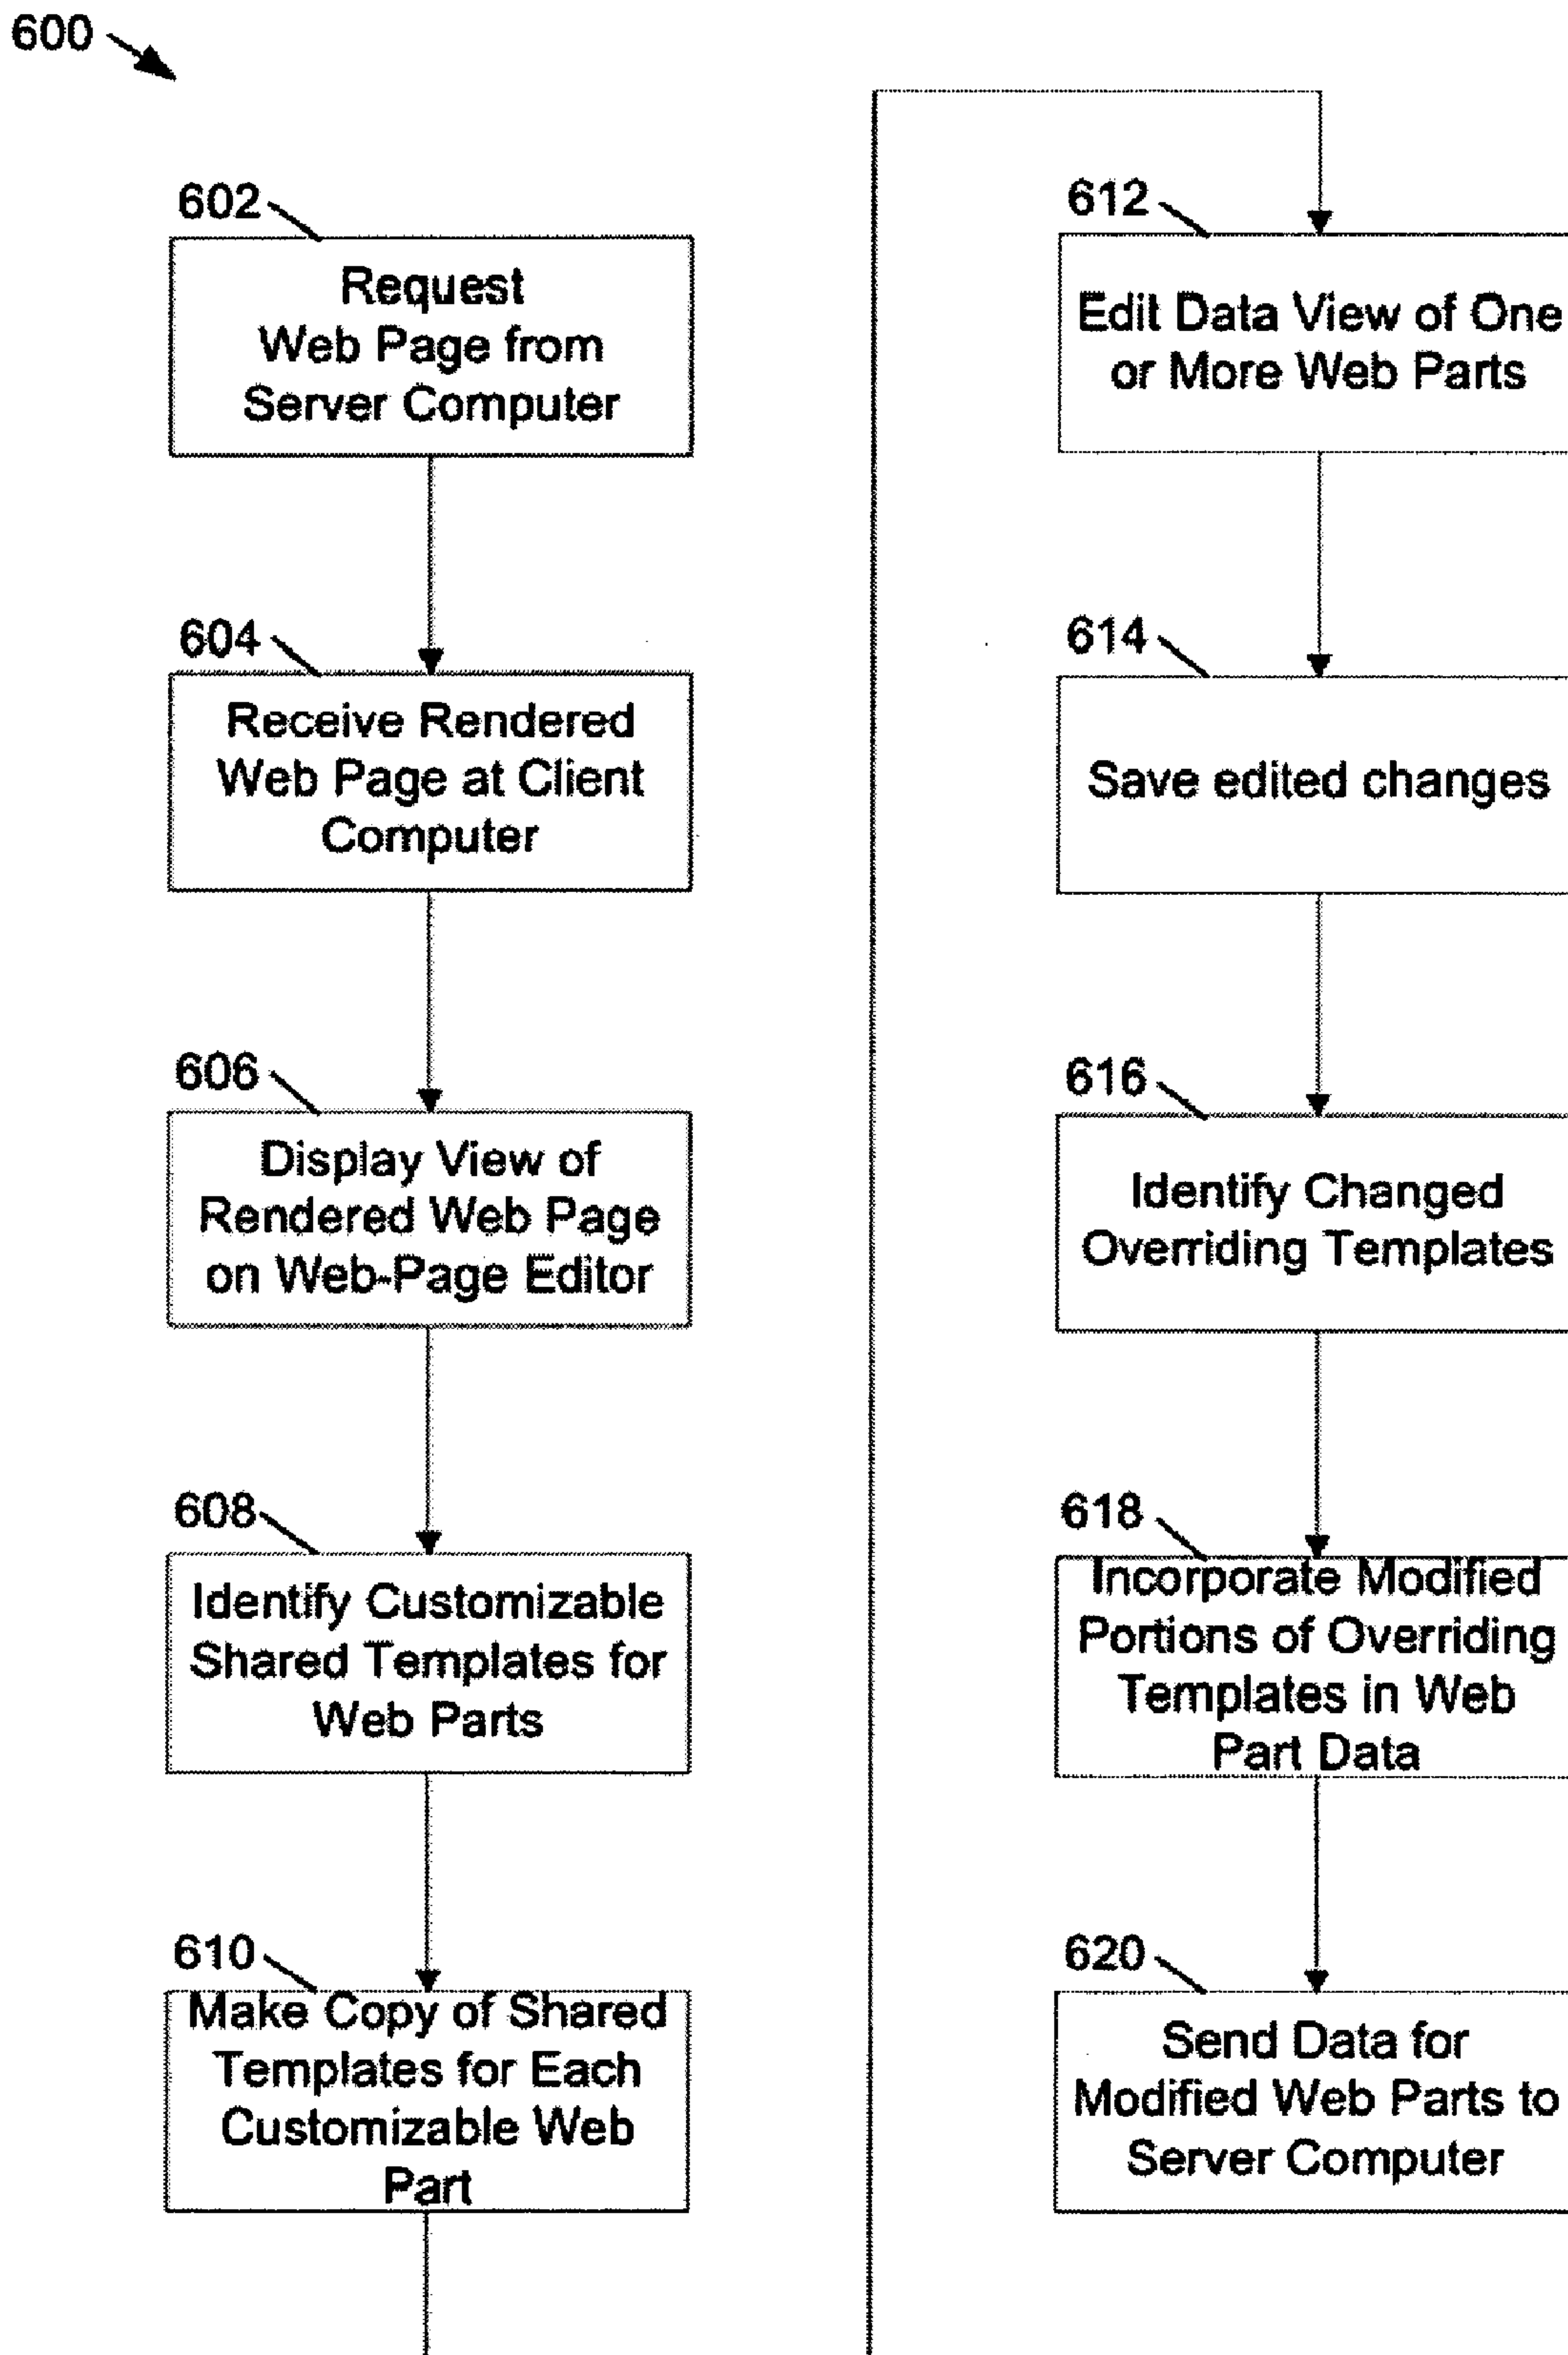 600
602
Request
Web Page from
Server Computer
604
Receive Rendered
Web Page at Client
Computer
606
Display View of
Rendered Web Page
on Web-Page Editor
608
Identify Customizable
Shared Templates for
Web Parts
610
Make Copy of Shared
Templates for Each
Customizable Web
Part
612
Edit Data View of One
or More Web Parts
614
Save edited changes
616
Identify Changed
Overriding Templates
618
Incorporate Modified
Portions of Overriding
Templates in Web
Part Data
620
Send Data for
Modified Web Parts to
Server Computer